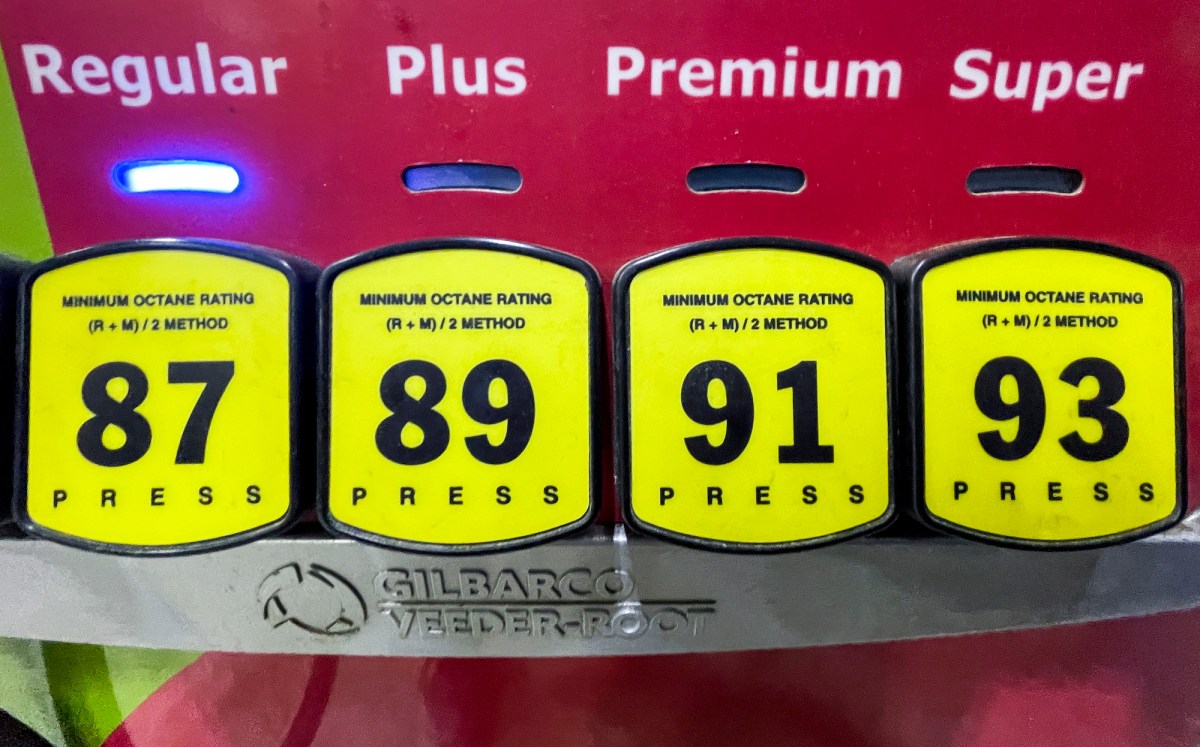 Regular Plus Premium Super
MINIMUM OCTANE RATING
(R + M) / 2 METHOD
87
PRESS
MINIMUM OCTANE RATING
(R + M) / 2 METHOD
89
PRESS
MINIMUM OCTANE RATING
(R + M) / 2 METHOD
91
PRESS
MINIMUM OCTANE RATING
(R + M) / 2 METHOD
93
PRESS
GILBARCO
VEEDER-ROOT